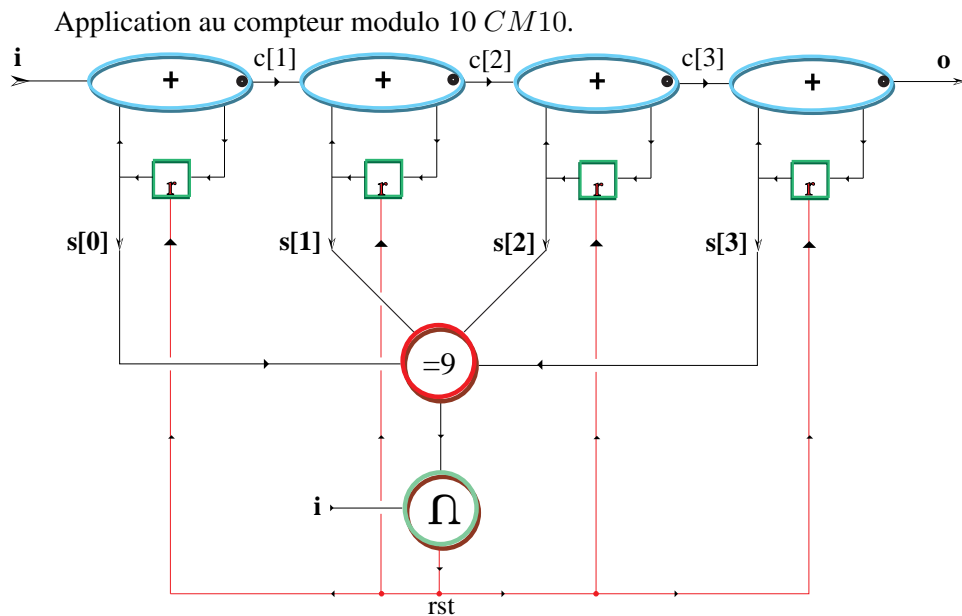 Application au compteur modulo 10 CM10.
i c[1] c[2] c[3] o
+ + + +
r r r r
s[0] s[1] s[2] s[3]
=9
i ∩
rst